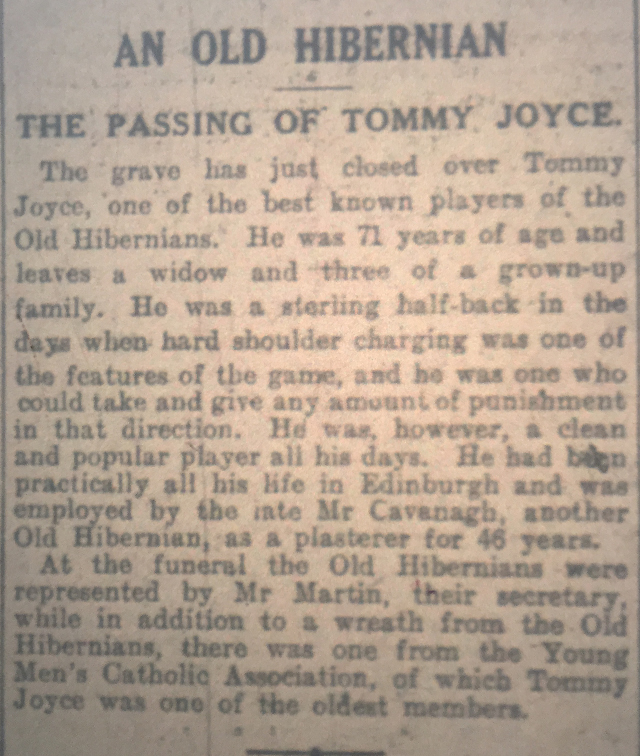 AN OLD HIBERNIAN
THE PASSING OF TOMMY JOYCE.
The grave has just closed over Tommy
Joyce, one of the best known players of the
Old Hibernians. He was 71 years of age and
leaves a widow and three of a grown-up
family. He was a sterling half-back in the
days when hard shoulder charging was one of
the features of the game, and he was one who
could take and give any amount of punishment
in that direction. He was, however, a clean
and popular player all his days. He had been
practically all his life in Edinburgh and was
employed by the late Mr Cavanagh, another
Old Hibernian, as a plasterer for 46 years.
At the funeral the Old Hibernians were
represented by Mr Martin, their secretary,
while in addition to a wreath from the Old
Hibernians, there was one from the Young
Men's Catholic Association, of which Tommy
Joyce was one of the oldest members.